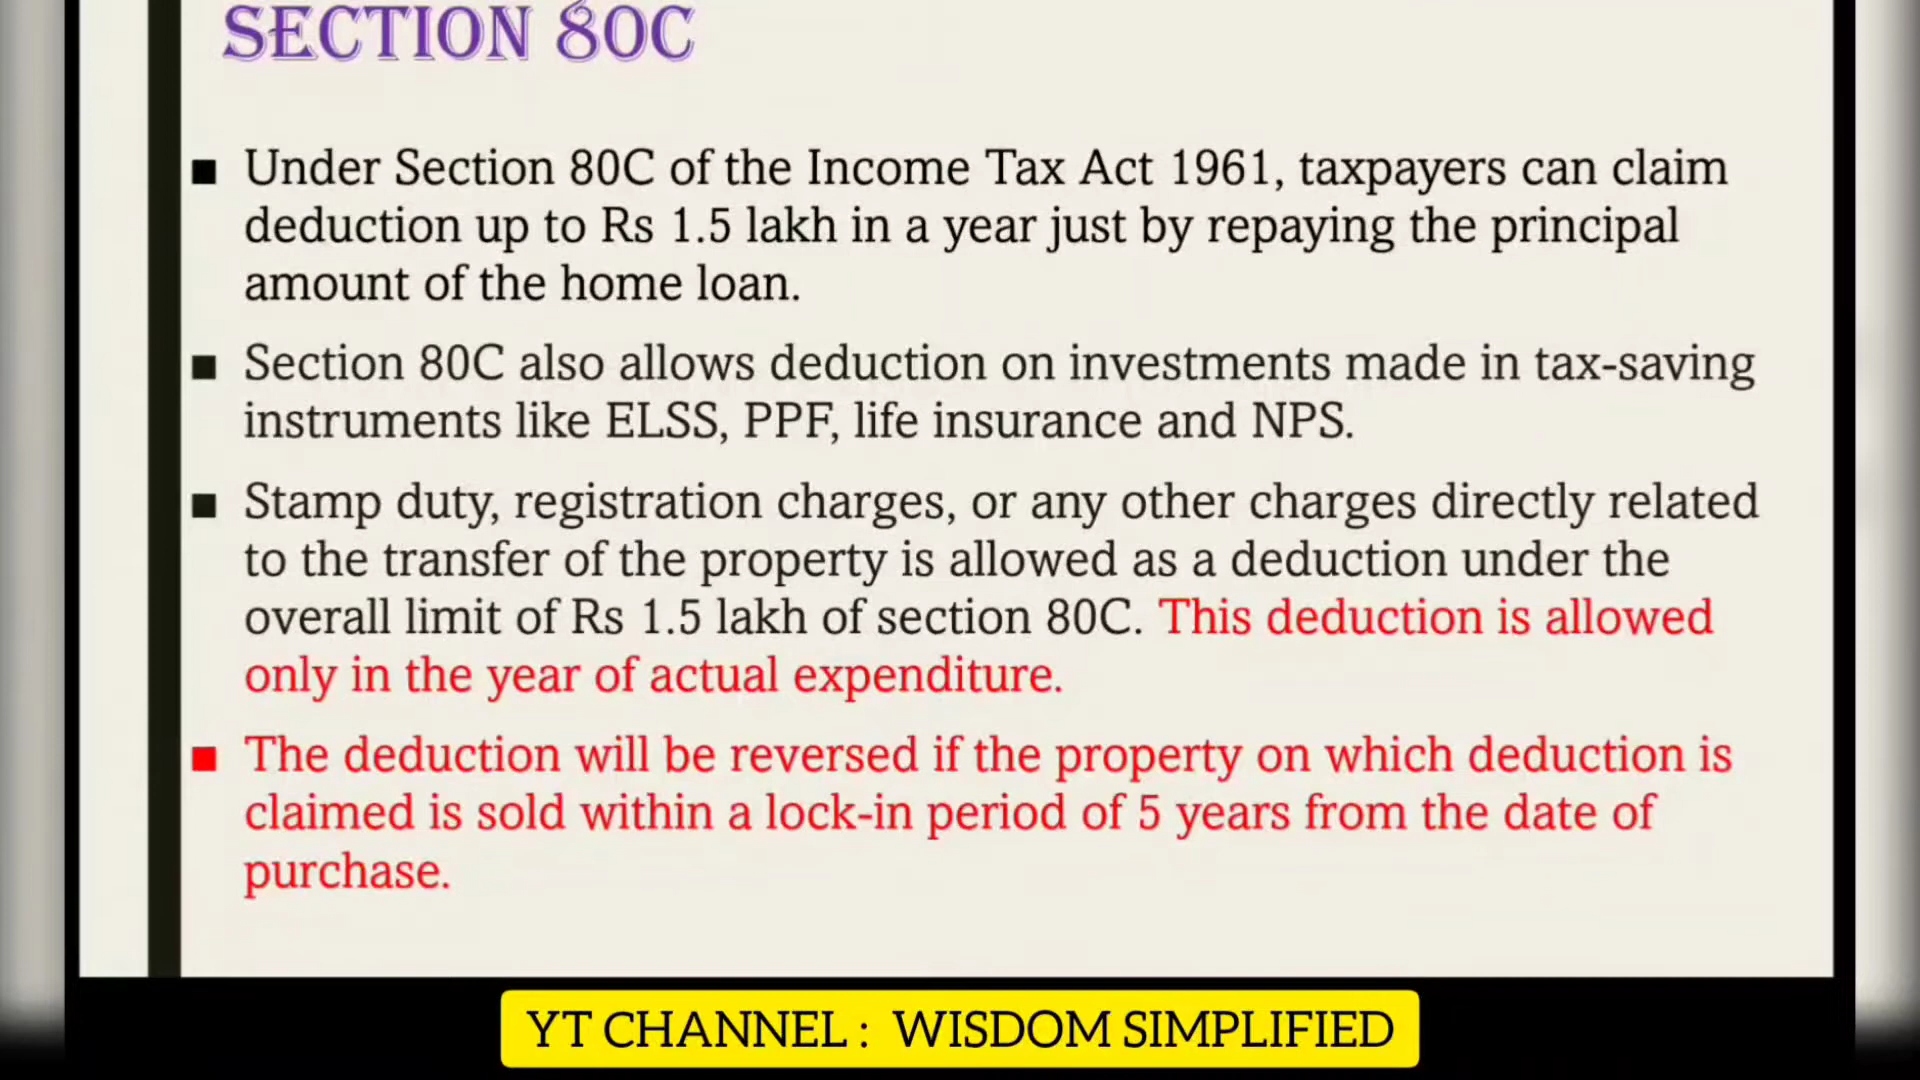 SECTION 80C
■ Under Section 80C of the Income Tax Act 1961, taxpayers can claim
deduction up to Rs 1.5 lakh in a year just by repaying the principal
amount of the home loan.
■ Section 80C also allows deduction on investments made in tax-saving
instruments like ELSS, PPF, life insurance and NPS.
■ Stamp duty, registration charges, or any other charges directly related
to the transfer of the property is allowed as a deduction under the
overall limit of Rs 1.5 lakh of section 80C. This deduction is allowed
only in the year of actual expenditure.
■ The deduction will be reversed if the property on which deduction is
claimed is sold within a lock-in period of 5 years from the date of
purchase.
YT CHANNEL : WISDOM SIMPLIFIED